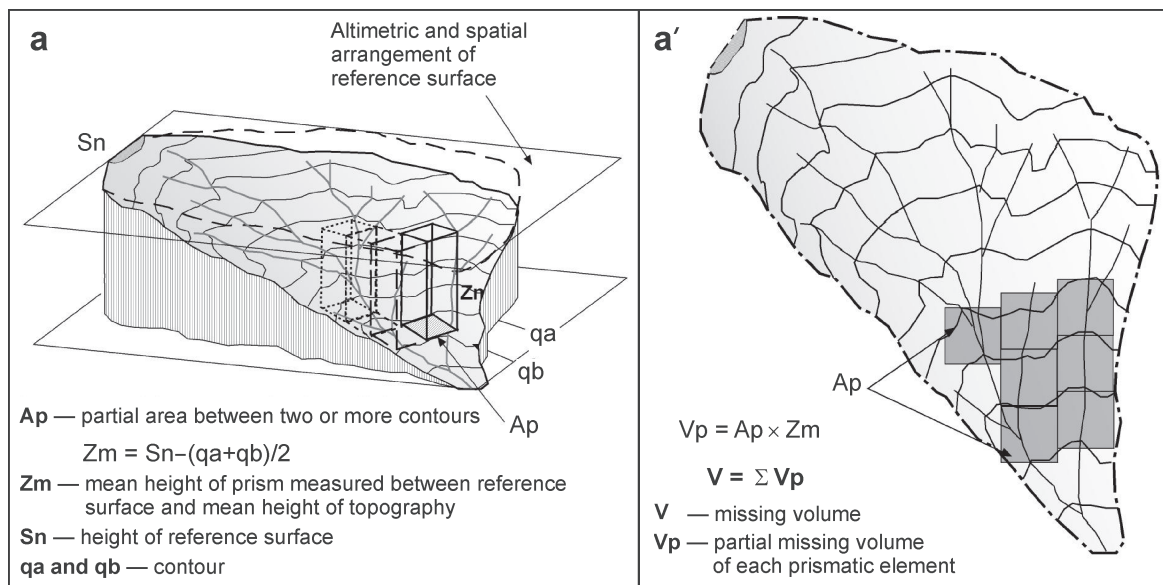 a
Altimetric and spatial
arrangement of
reference surface
Sn
Zn
qa
qb
Ap
Ap — partial area between two or more contours
Zm = Sn–(qa+qb)/2
Zm — mean height of prism measured between reference
surface and mean height of topography
Sn — height of reference surface
qa and qb — contour
a′
Ap
Vp = Ap × Zm
V = Σ Vp
V — missing volume
Vp — partial missing volume
of each prismatic element